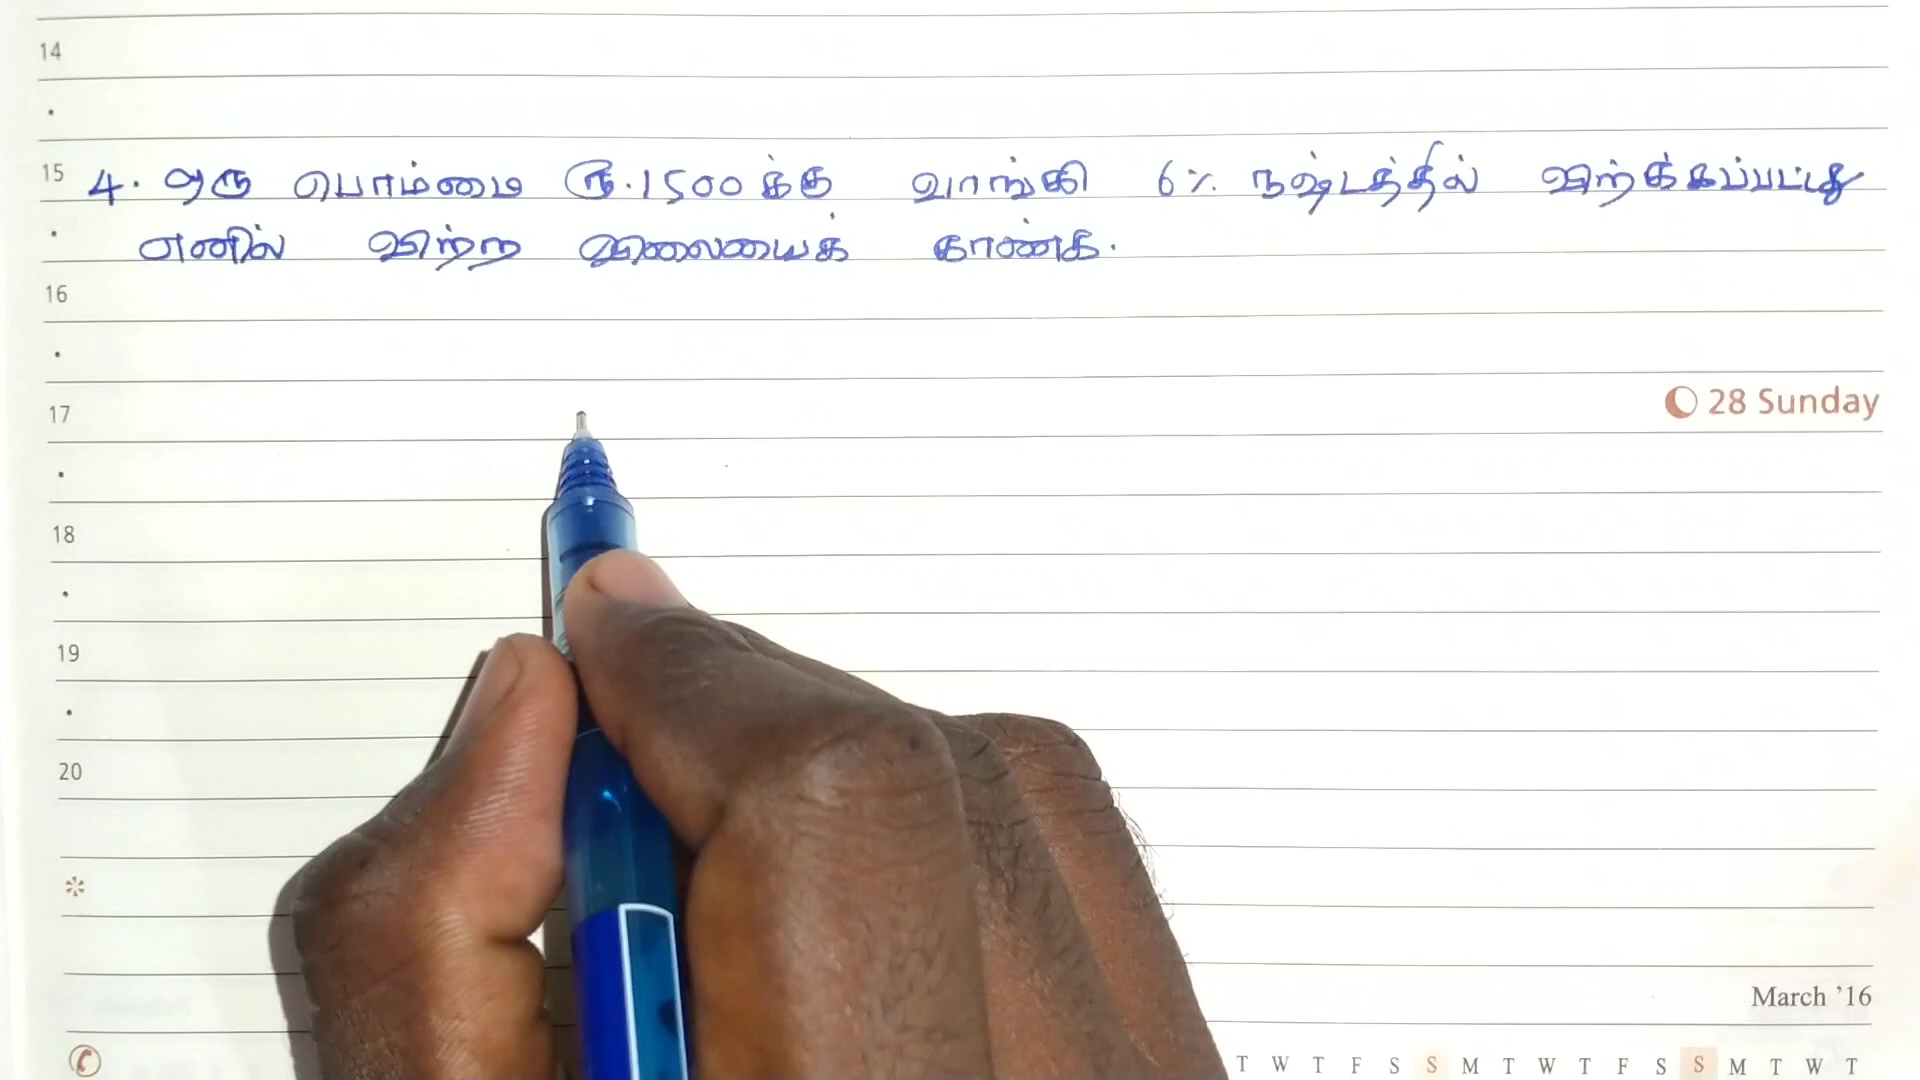 14
15 4. ஒரு பொம்மை ரூ.1500க்கு வாங்கி 6% நஷ்டத்தில் விற்க்கப்பட்டது
எனில் விற்ற விலையைக் காண்க.
16
17
28 Sunday
18
19
20
March '16
T W T F S S M T W T F S S M T W T